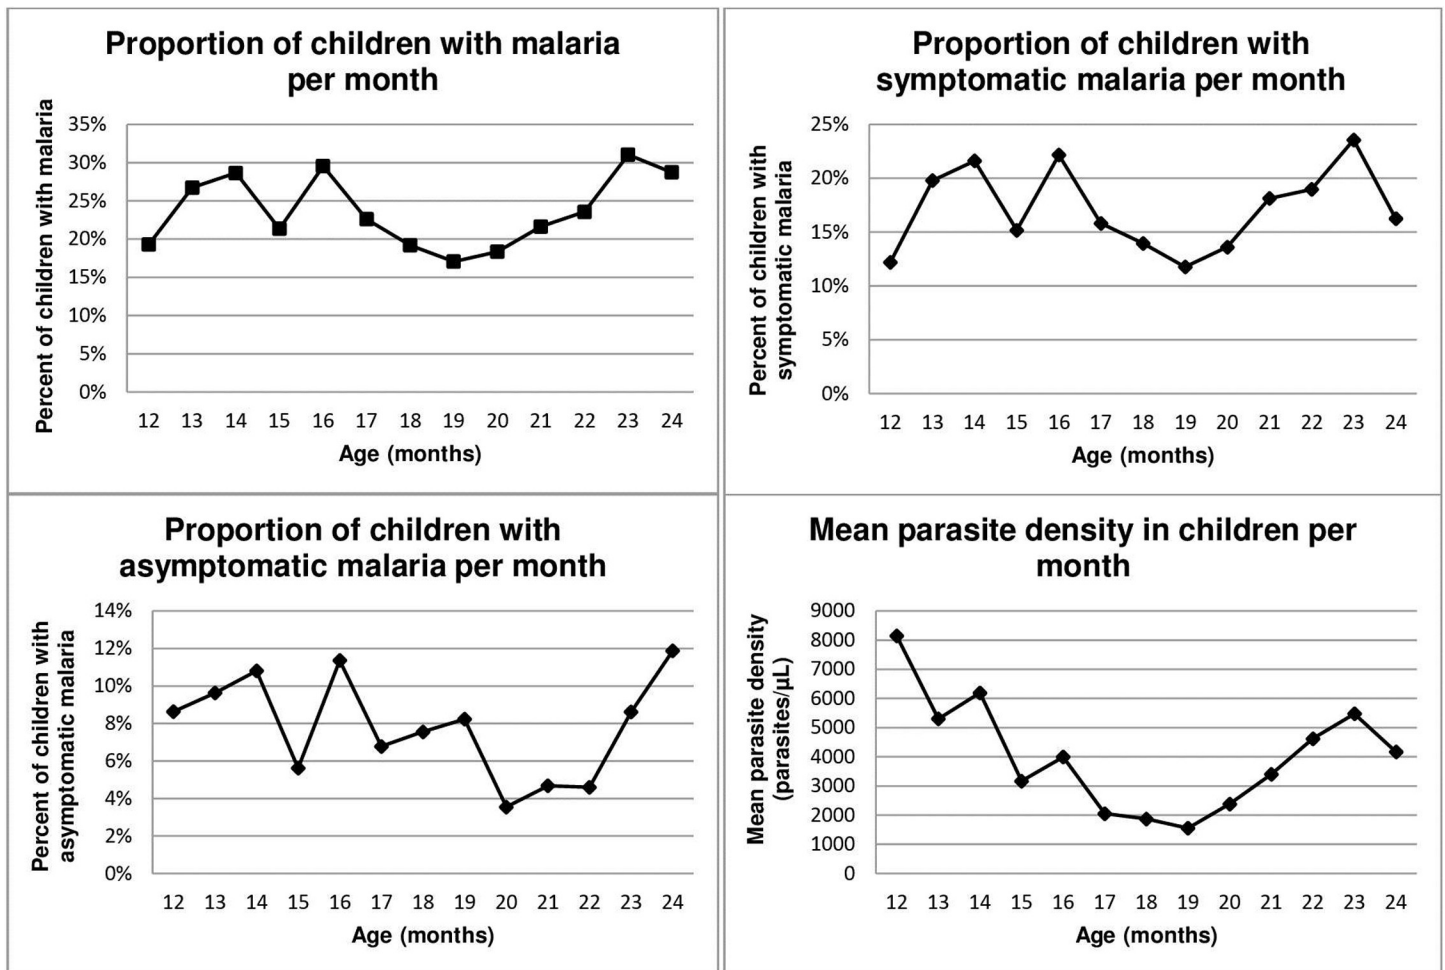 Proportion of children with malaria
per month
Percent of children with malaria
35%
30%
25%
20%
15%
10%
5%
0%
12 13 14 15 16 17 18 19 20 21 22 23 24
Age (months)
Proportion of children with
symptomatic malaria per month
Percent of children with
symptomatic malaria
25%
20%
15%
10%
5%
0%
12 13 14 15 16 17 18 19 20 21 22 23 24
Age (months)
Proportion of children with
asymptomatic malaria per month
Percent of children with
asymptomatic malaria
14%
12%
10%
8%
6%
4%
2%
0%
12 13 14 15 16 17 18 19 20 21 22 23 24
Age (months)
Mean parasite density in children per
month
Mean parasite density
(parasites/µL)
9000
8000
7000
6000
5000
4000
3000
2000
1000
0
12 13 14 15 16 17 18 19 20 21 22 23 24
Age (months)